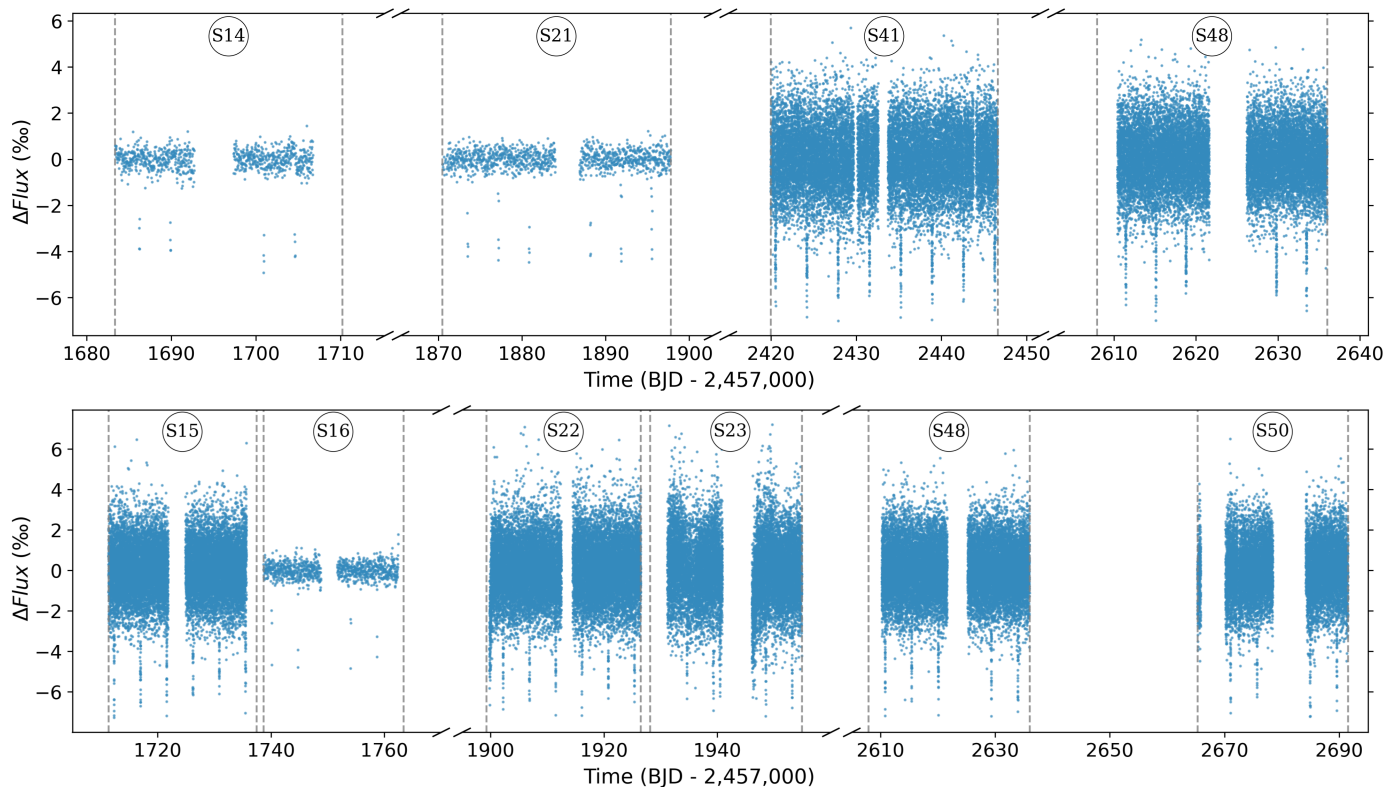 S14 S21 S41 S48
6
4
2
0
−2
−4
−6
ΔFlux (‰)
1680 1690 1700 1710 1870 1880 1890 1900 2420 2430 2440 2450 2610 2620 2630 2640
Time (BJD - 2,457,000)
S15 S16 S22 S23 S48 S50
6
4
2
0
−2
−4
−6
ΔFlux (‰)
1720 1740 1760 1900 1920 1940 2610 2630 2650 2670 2690
Time (BJD - 2,457,000)